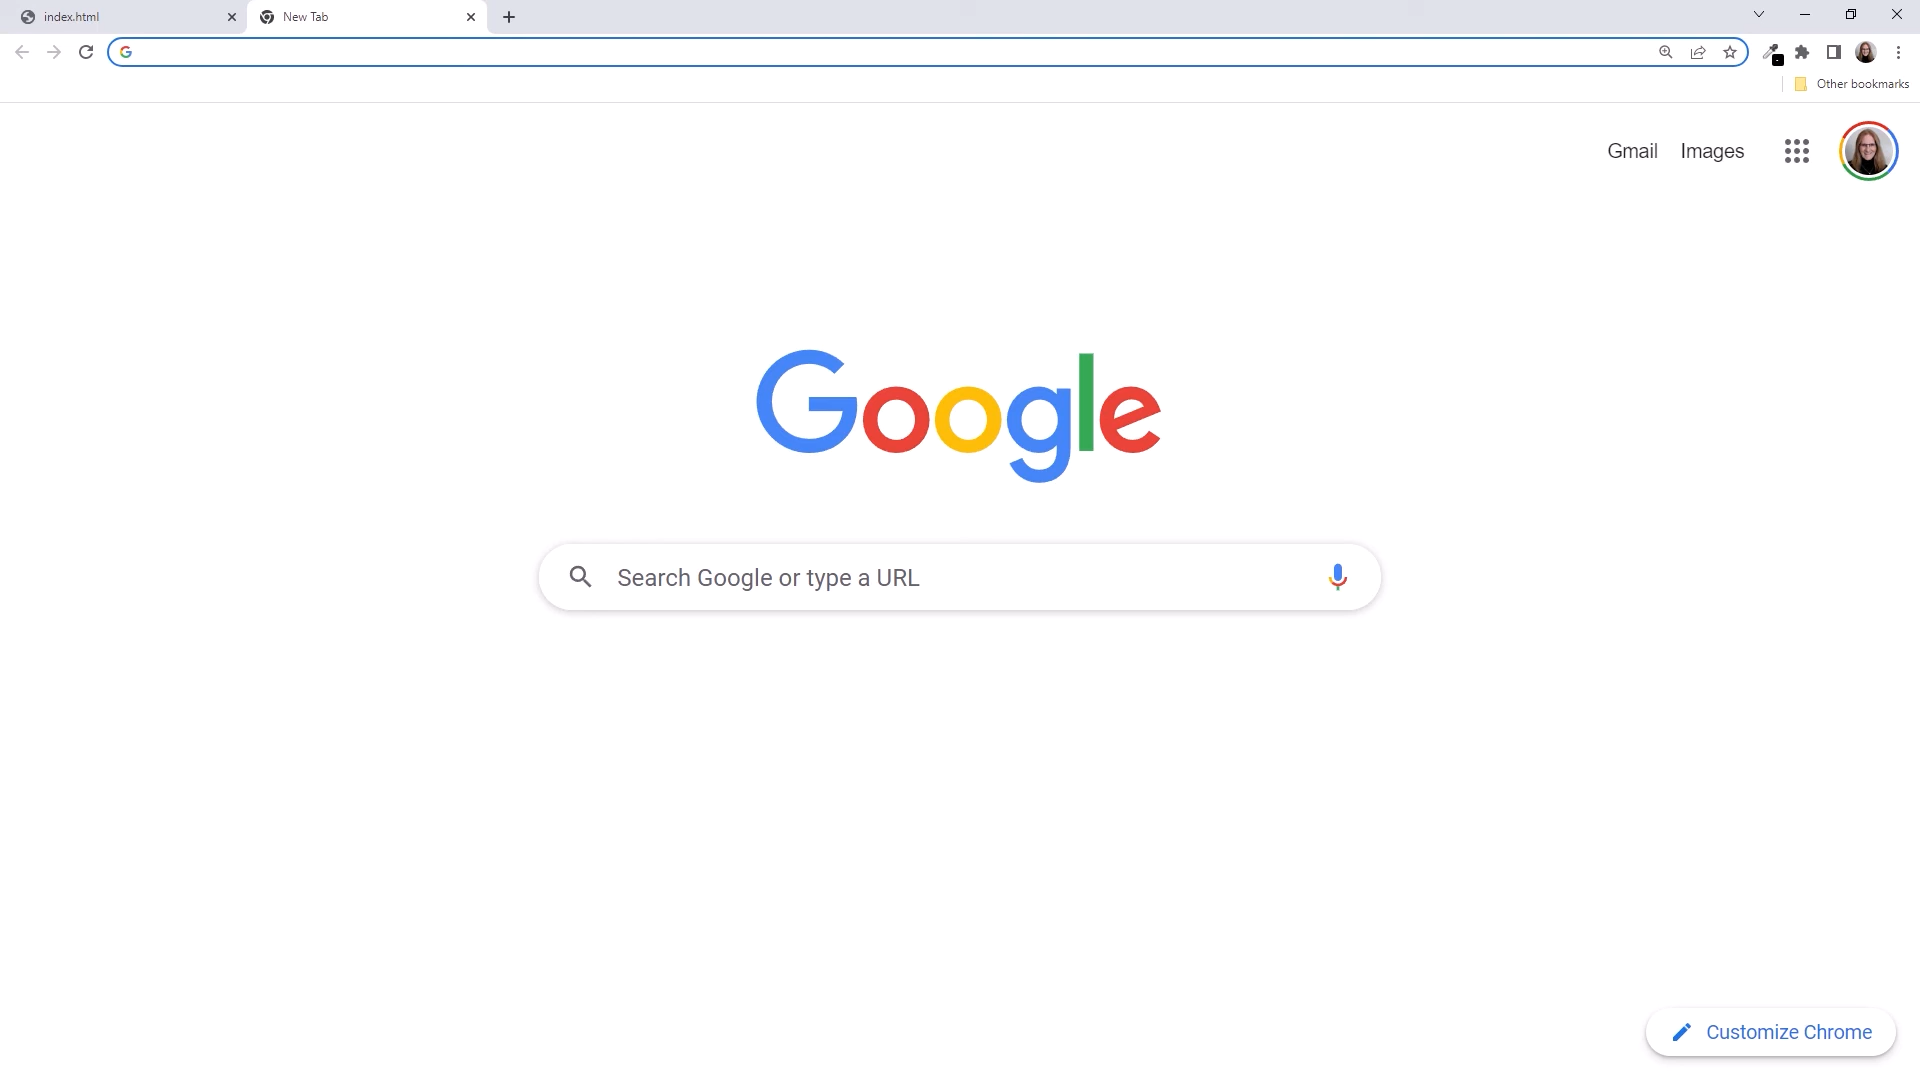 index.html
New Tab
Other bookmarks
Gmail
Images
Google
Search Google or type a URL
Customize Chrome